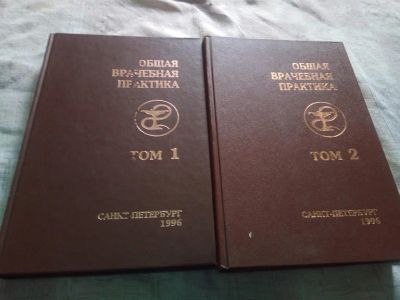 ОБЩАЯ
ВРАЧЕБНАЯ
ПРАКТИКА
ТОМ 1
САНКТ-ПЕТЕРБУРГ
1996
ОБЩАЯ
ВРАЧЕБНАЯ
ПРАКТИКА
ТОМ 2
САНКТ-ПЕТЕРБУРГ
1996